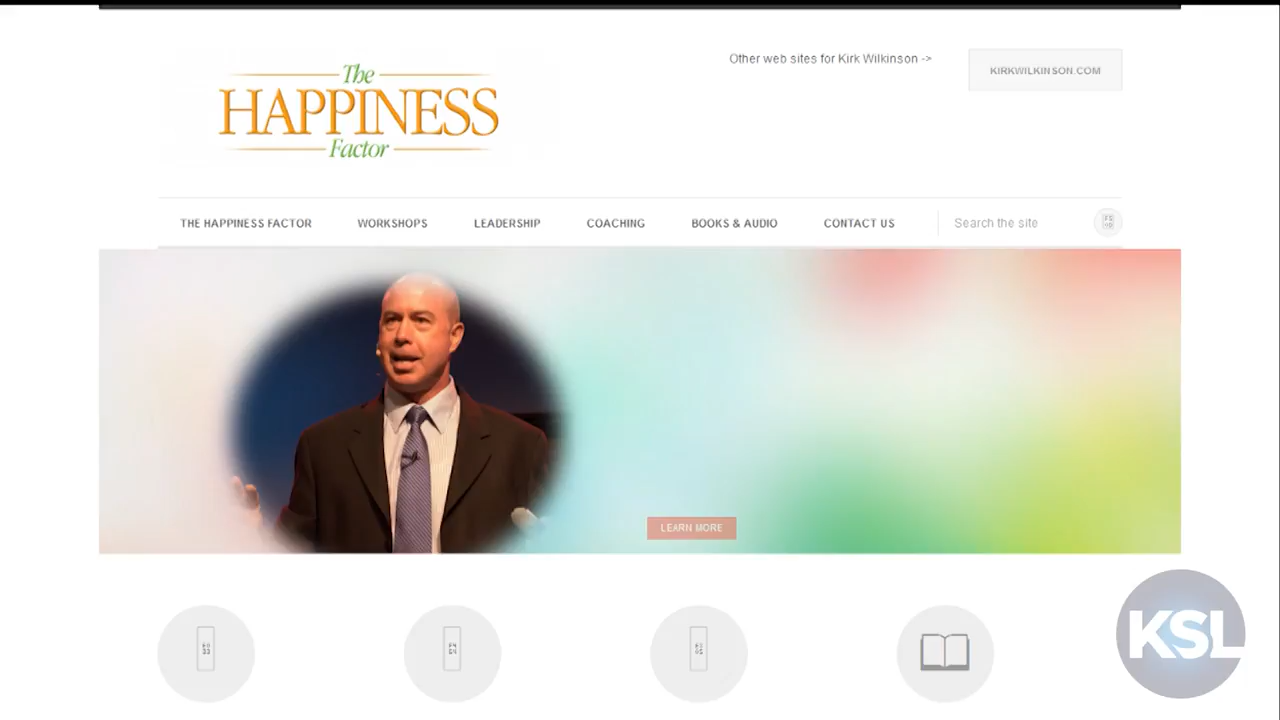 Other web sites for Kirk Wilkinson ->
KIRKWILKINSON.COM
The
HAPPINESS
Factor
THE HAPPINESS FACTOR
WORKSHOPS
LEADERSHIP
COACHING
BOOKS & AUDIO
CONTACT US
Search the site
LEARN MORE
KSL